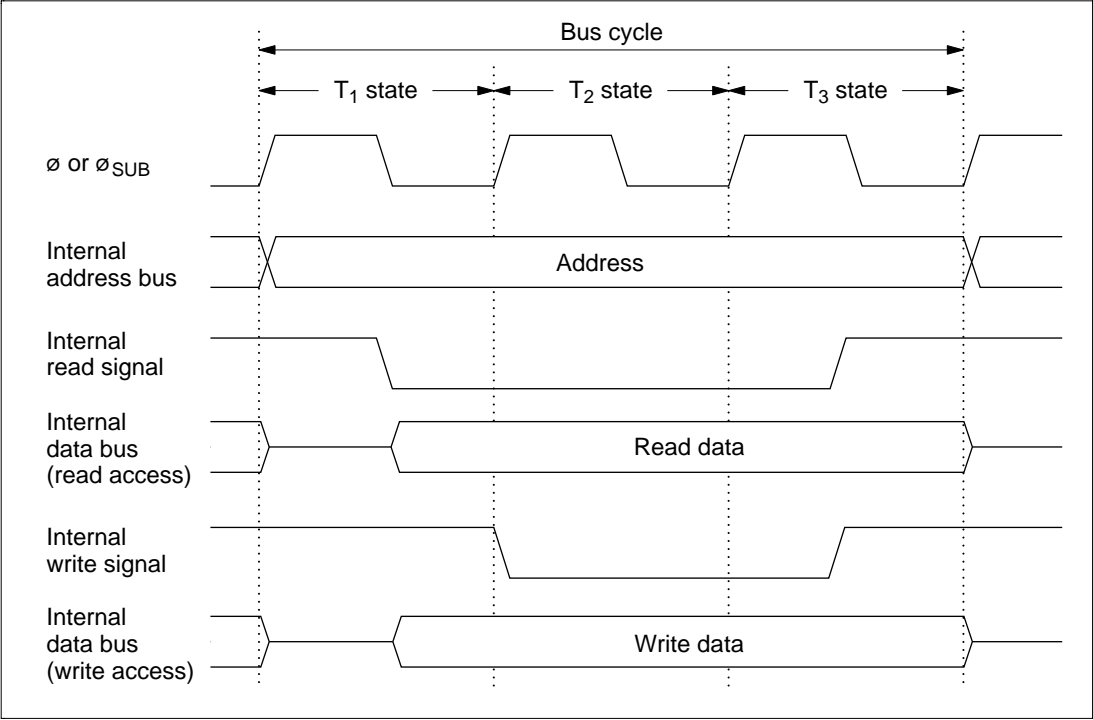 Bus cycle
T1 state
T2 state
T3 state
ø or øSUB
Internal
address bus
Address
Internal
read signal
Internal
data bus
(read access)
Read data
Internal
write signal
Internal
data bus
(write access)
Write data